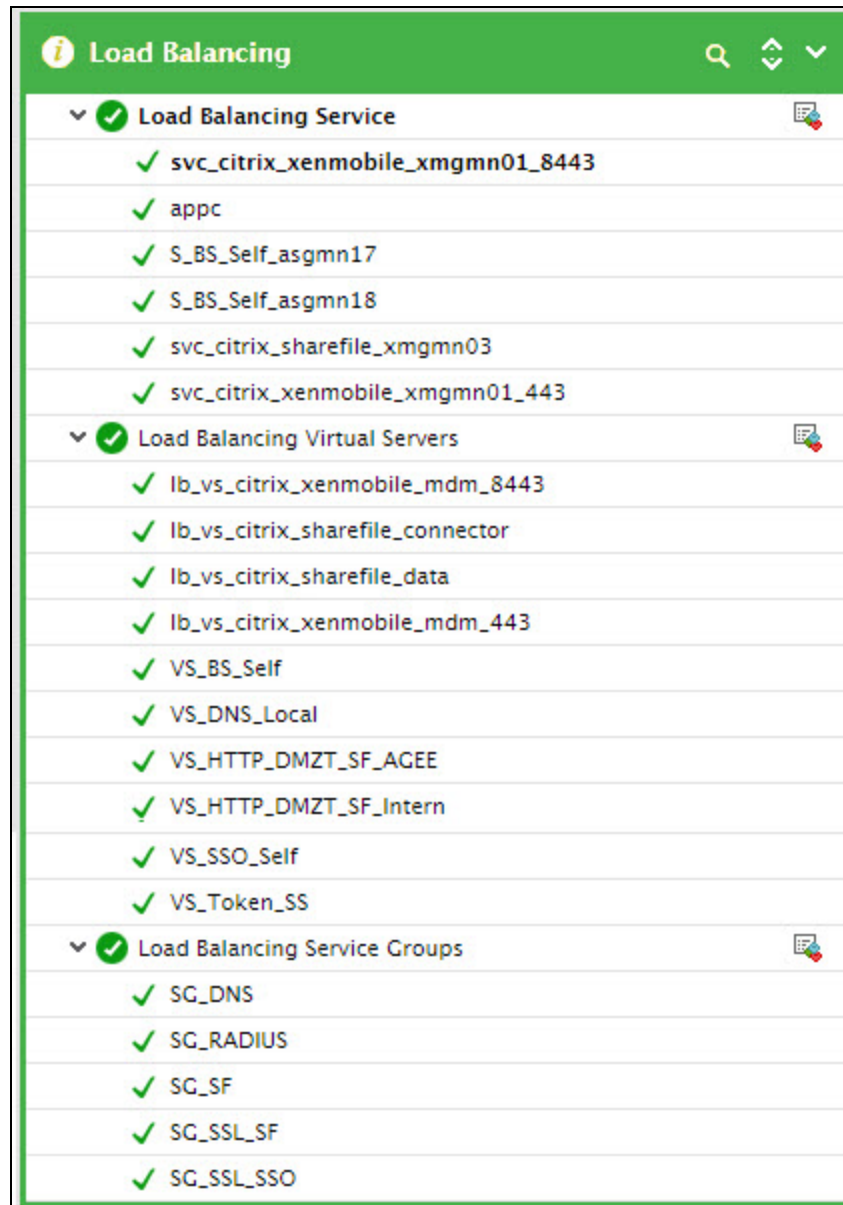 Load Balancing
Load Balancing Service
svc_citrix_xenmobile_xmgmn01_8443
appc
S_BS_Self_asgmn17
S_BS_Self_asgmn18
svc_citrix_sharefile_xmgmn03
svc_citrix_xenmobile_xmgmn01_443
Load Balancing Virtual Servers
lb_vs_citrix_xenmobile_mdm_8443
lb_vs_citrix_sharefile_connector
lb_vs_citrix_sharefile_data
lb_vs_citrix_xenmobile_mdm_443
VS_BS_Self
VS_DNS_Local
VS_HTTP_DMZT_SF_AGEE
VS_HTTP_DMZT_SF_Intern
VS_SSO_Self
VS_Token_SS
Load Balancing Service Groups
SG_DNS
SG_RADIUS
SG_SF
SG_SSL_SF
SG_SSL_SSO